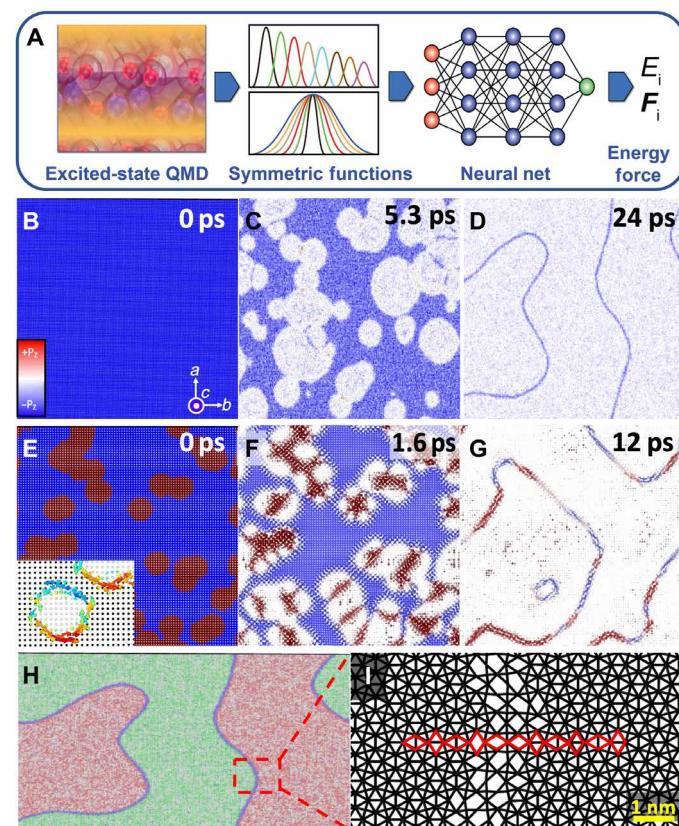 A
Excited-state QMD
Symmetric functions
Neural net
Energy
force
Ei
Fi
B
0 ps
+Pz
-Pz
a
c
b
C
5.3 ps
D
24 ps
E
0 ps
F
1.6 ps
G
12 ps
H
I
1 nm